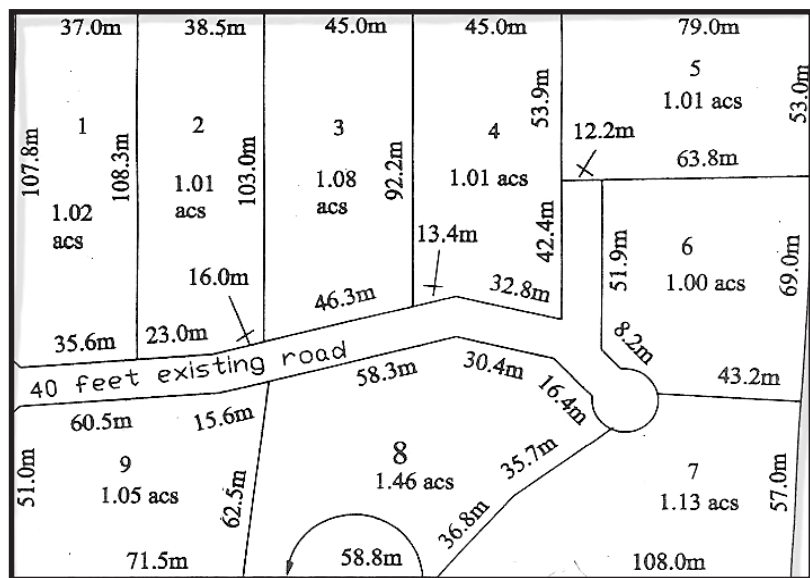 37.0m
38.5m
45.0m
45.0m
79.0m
107.8m
1
1.02
acs
108.3m
35.6m
2
1.01
acs
103.0m
16.0m
23.0m
3
1.08
acs
92.2m
46.3m
53.9m
4
1.01 acs
13.4m
42.4m
32.8m
5
1.01 acs
53.0m
12.2m
63.8m
6
1.00 acs
51.9m
69.0m
8.2m
43.2m
40 feet existing road
60.5m
15.6m
51.0m
9
1.05 acs
62.5m
71.5m
58.3m
30.4m
16.4m
8
1.46 acs
35.7m
36.8m
58.8m
7
1.13 acs
57.0m
108.0m